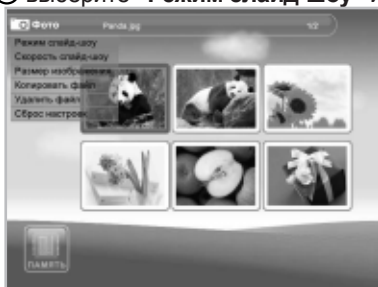 выберите "Режим слайд-шоу"
Фото Panda.jpg 1/2
Режим слайд-шоу
Скорость слайд-шоу
Размер изображения
Копировать файл
Удалить файл
Сброс настроек
ПАМЯТЬ